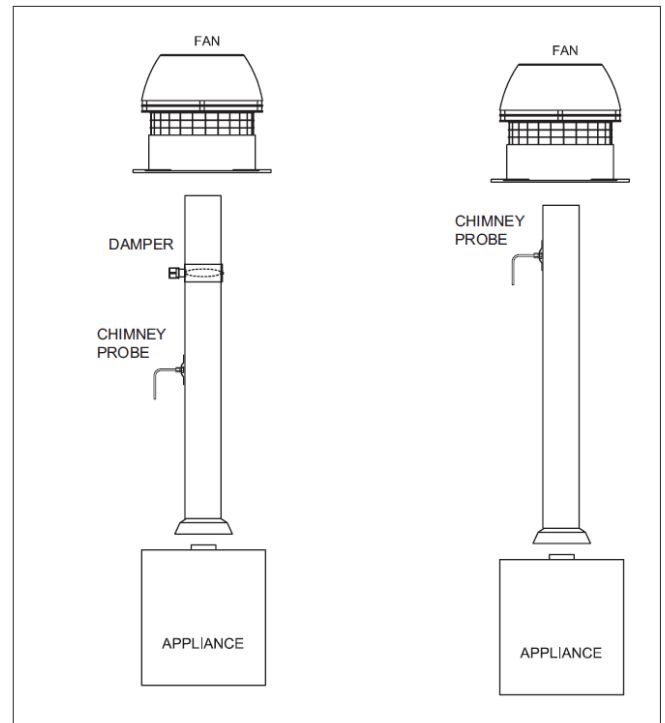 FAN
DAMPER
CHIMNEY
PROBE
APPLIANCE
FAN
CHIMNEY
PROBE
APPLIANCE